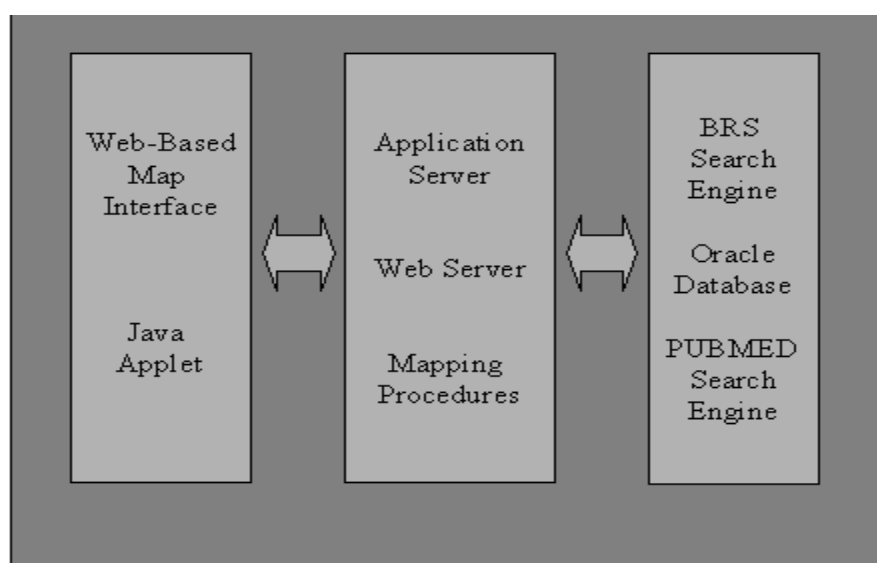 Web-Based
Map
Interface
Java
Applet
Application
Server
Web Server
Mapping
Procedures
BRS
Search
Engine
Oracle
Database
PUBMED
Search
Engine